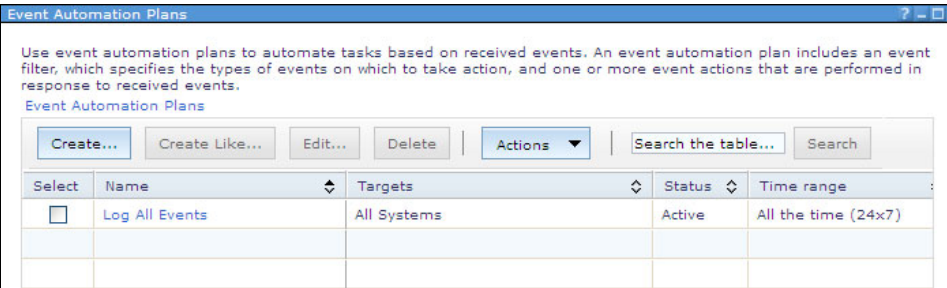 Event Automation Plans
? – □
Use event automation plans to automate tasks based on received events. An event automation plan includes an event
filter, which specifies the types of events on which to take action, and one or more event actions that are performed in
response to received events.
Event Automation Plans
Create... Create Like... Edit... Delete Actions Search the table... Search
Select Name Targets Status Time range
Log All Events All Systems Active All the time (24x7)